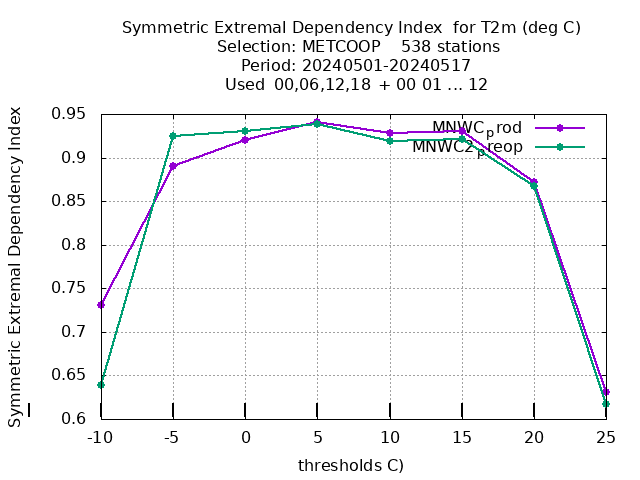 Symmetric Extremal Dependency Index for T2m (deg C)
Selection: METCOOP 538 stations
Period: 20240501-20240517
Used 00,06,12,18 + 00 01 ... 12
Symmetric Extremal Dependency Index
0.95
0.9
0.85
0.8
0.75
0.7
0.65
0.6
MNWCprod
MNWC2preop
-10
-5
0
5
10
15
20
25
thresholds C)